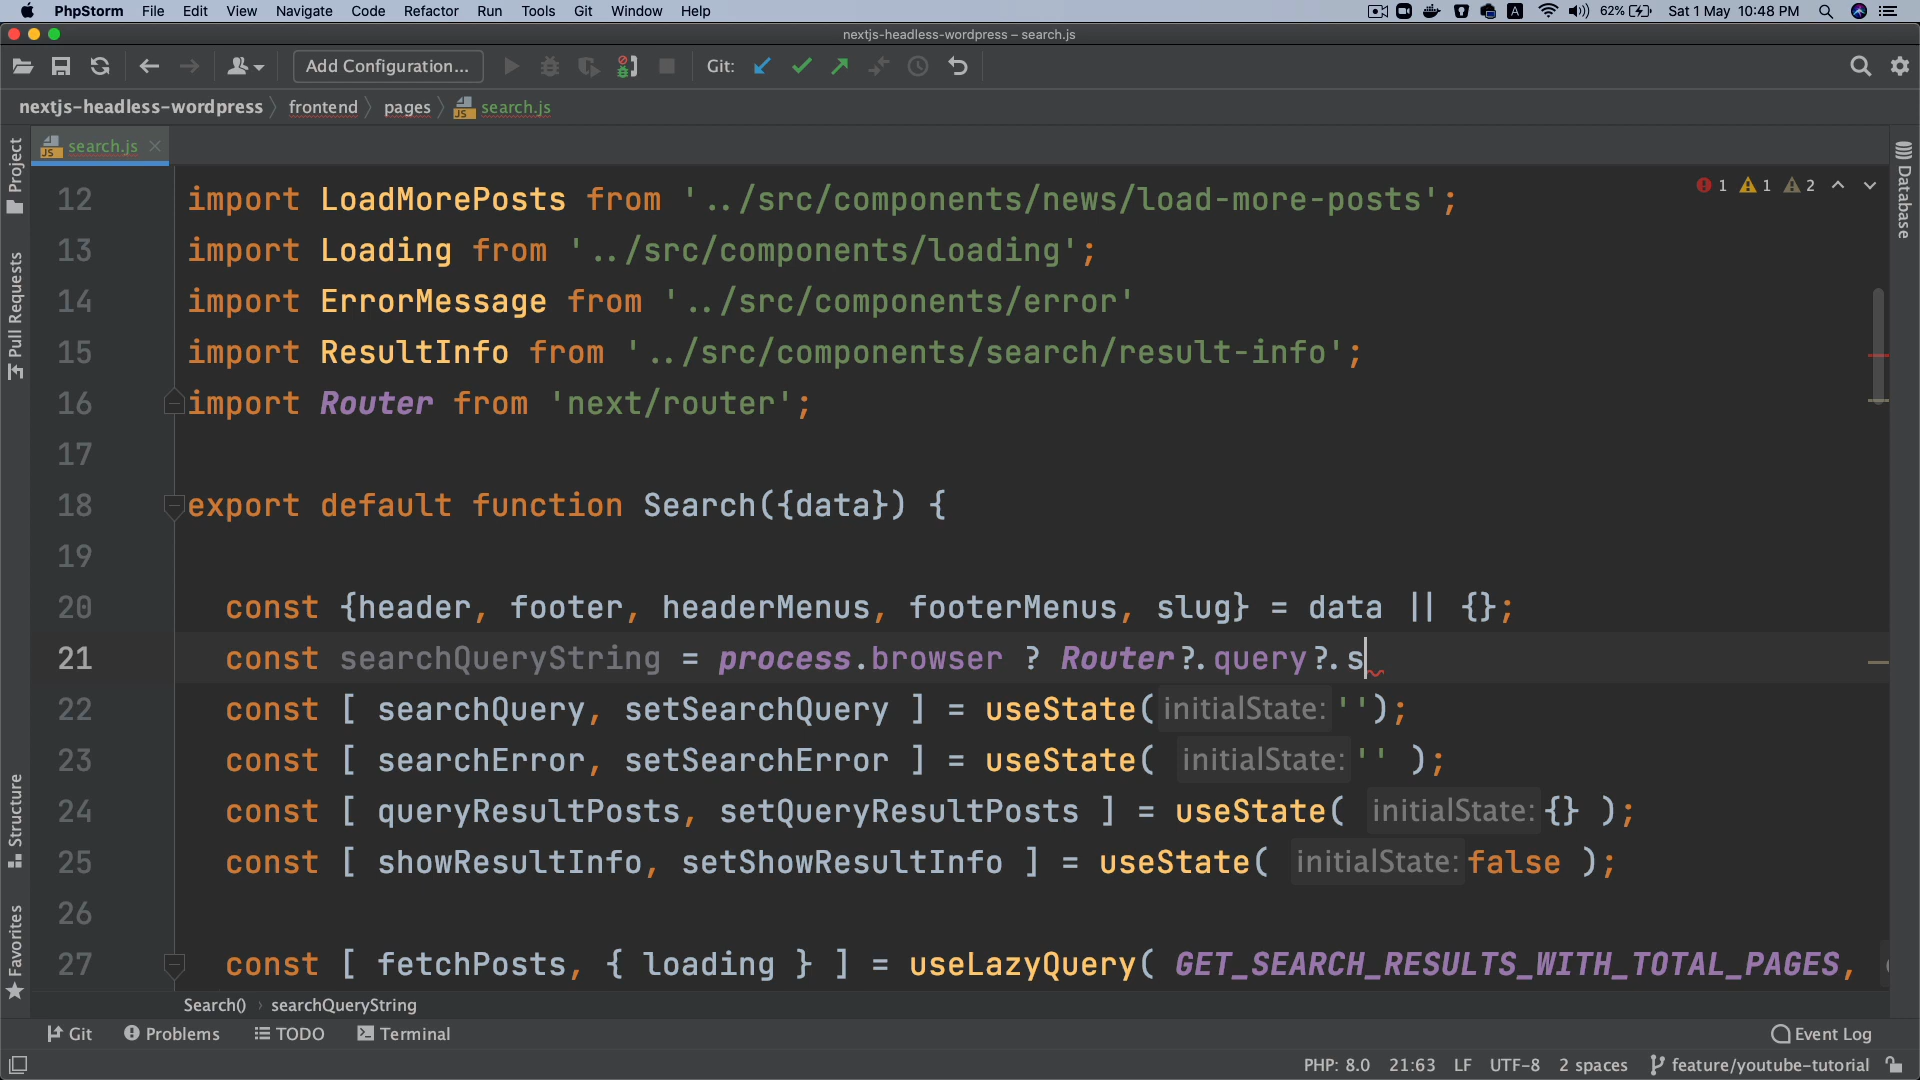 PhpStorm File Edit View Navigate Code Refactor Run Tools Git Window Help A 62% Sat 1 May 10:48 PM
nextjs-headless-wordpress – search.js
Add Configuration... Git:
nextjs-headless-wordpress frontend pages search.js
search.js
Project
Pull Requests
Structure
Favorites
Database
1 1 2
12 import LoadMorePosts from '../src/components/news/load-more-posts';
13 import Loading from '../src/components/loading';
14 import ErrorMessage from '../src/components/error'
15 import ResultInfo from '../src/components/search/result-info';
16 import Router from 'next/router';
17
18 export default function Search({data}) {
19
20 const {header, footer, headerMenus, footerMenus, slug} = data || {};
21 const searchQueryString = process.browser ? Router?.query?.s
22 const [ searchQuery, setSearchQuery ] = useState( initialState: '');
23 const [ searchError, setSearchError ] = useState( initialState: '' );
24 const [ queryResultPosts, setQueryResultPosts ] = useState( initialState: {} );
25 const [ showResultInfo, setShowResultInfo ] = useState( initialState: false );
26
27 const [ fetchPosts, { loading } ] = useLazyQuery( GET_SEARCH_RESULTS_WITH_TOTAL_PAGES,
Search() › searchQueryString
Git Problems TODO Terminal Event Log
PHP: 8.0 21:63 LF UTF-8 2 spaces feature/youtube-tutorial